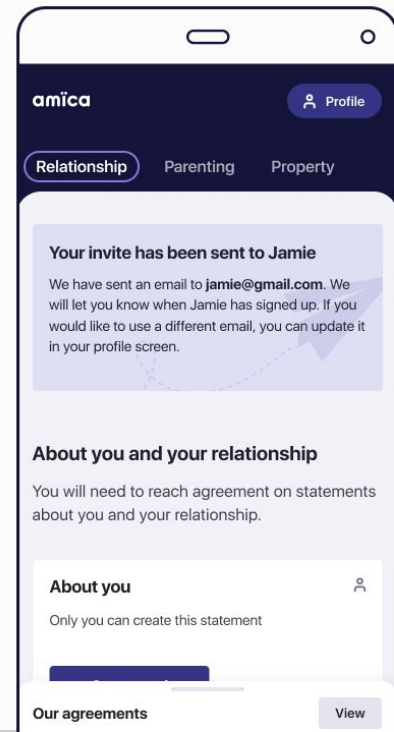 amïca
Profile
Relationship Parenting Property
Your invite has been sent to Jamie
We have sent an email to jamie@gmail.com. We
will let you know when Jamie has signed up. If you
would like to use a different email, you can update it
in your profile screen.
About you and your relationship
You will need to reach agreement on statements
about you and your relationship.
About you
Only you can create this statement
Our agreements
View